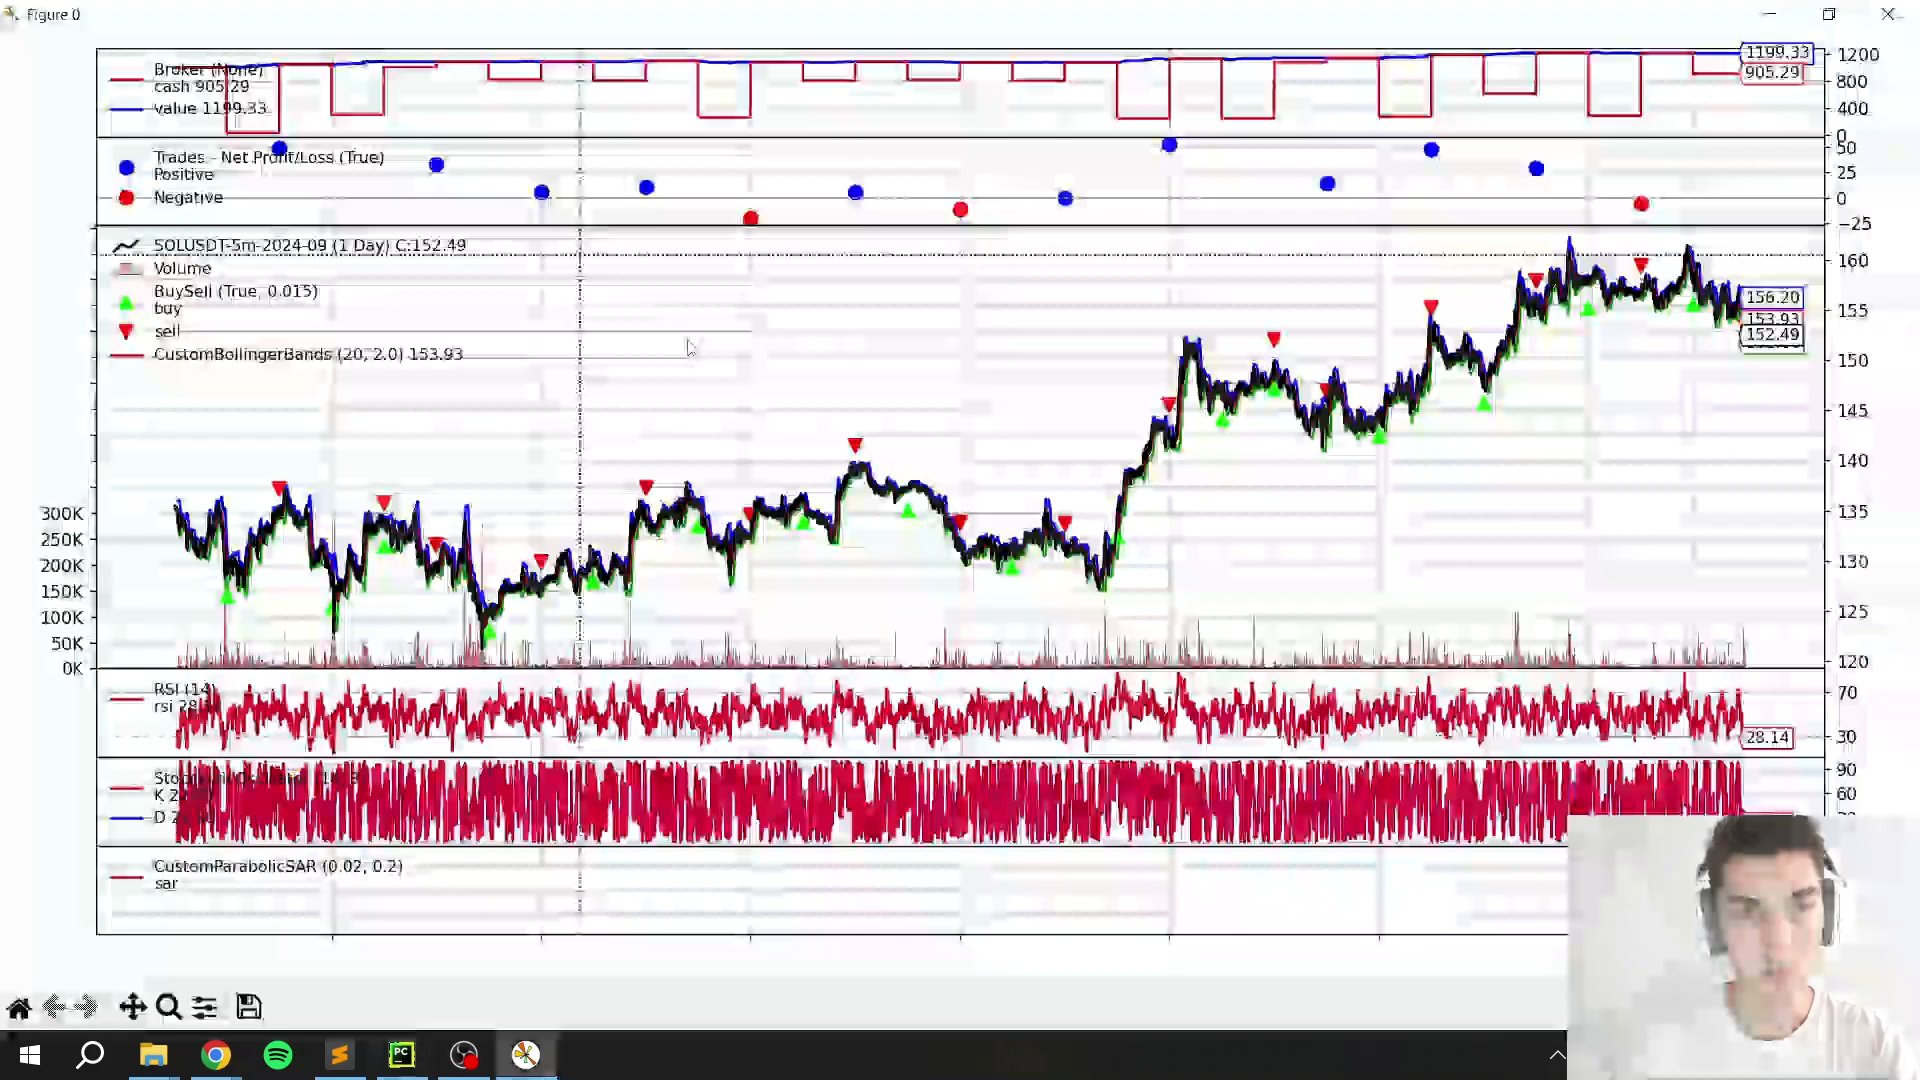 Figure 0
Broker (None)
cash 905.29
value 1199.33
1199.33
905.29
1200
800
400
0
Trades - Net Profit/Loss (True)
Positive
Negative
50
25
0
−25
SOLUSDT-5m-2024-09 (1 Day) C:152.49
Volume
BuySell (True, 0.015)
buy
sell
CustomBollingerBands (20, 2.0) 153.93
160
155
150
145
140
135
130
125
120
156.20
153.93
152.49
300K
250K
200K
150K
100K
50K
0K
RSI (14)
rsi
70
30
28.14
K
D
90
60
CustomParabolicSAR (0.02, 0.2)
sar
PC